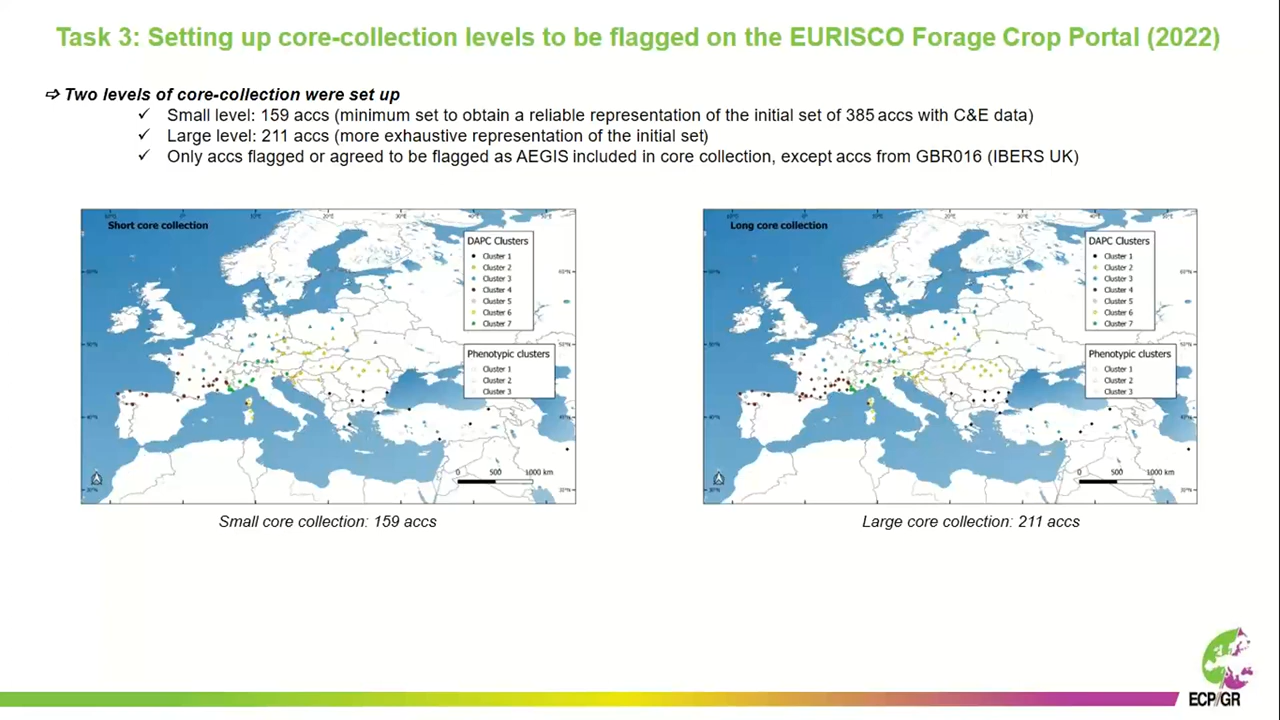 Task 3: Setting up core-collection levels to be flagged on the EURISCO Forage Crop Portal (2022)
⇨ Two levels of core-collection were set up
✓ Small level: 159 accs (minimum set to obtain a reliable representation of the initial set of 385 accs with C&E data)
✓ Large level: 211 accs (more exhaustive representation of the initial set)
✓ Only accs flagged or agreed to be flagged as AEGIS included in core collection, except accs from GBR016 (IBERS UK)
Short core collection
DAPC Clusters
Cluster 1
Cluster 2
Cluster 3
Cluster 4
Cluster 5
Cluster 6
Cluster 7
Phenotypic clusters
Cluster 1
Cluster 2
Cluster 3
0 500 1000 km
Small core collection: 159 accs
Long core collection
DAPC Clusters
Cluster 1
Cluster 2
Cluster 3
Cluster 4
Cluster 5
Cluster 6
Cluster 7
Phenotypic clusters
Cluster 1
Cluster 2
Cluster 3
0 500 1000 km
Large core collection: 211 accs
ECP/GR